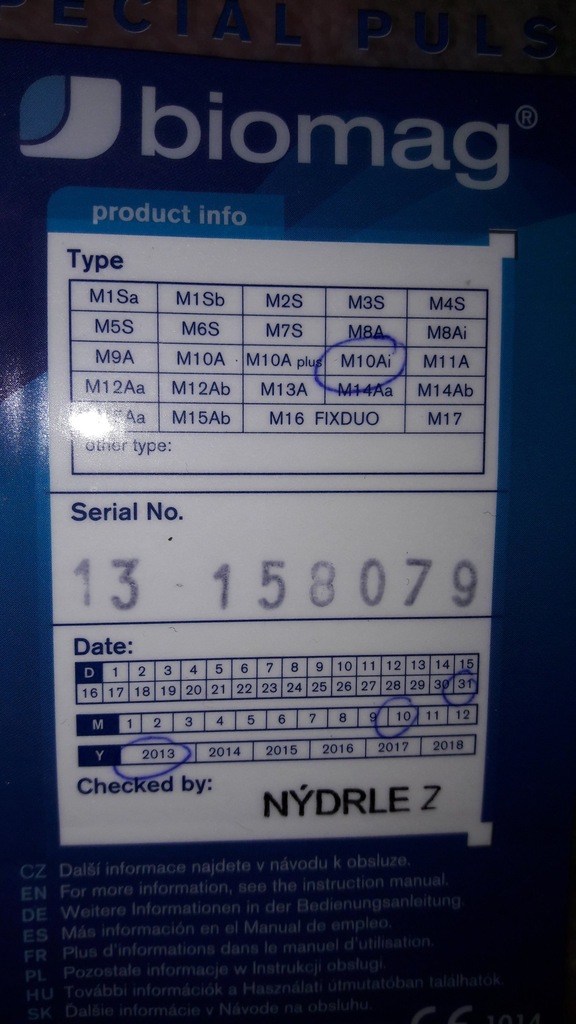 PECIAL PULS
biomag®
product info
Type
M1Sa M1Sb M2S M3S M4S
M5S M6S M7S M8A M8Ai
M9A M10A M10A plus M10Ai M11A
M12Aa M12Ab M13A M14Aa M14Ab
M15Ab M16 FIXDUO M17
other type:
Serial No.
13 158079
Date:
D 1 2 3 4 5 6 7 8 9 10 11 12 13 14 15
16 17 18 19 20 21 22 23 24 25 26 27 28 29 30 31
M 1 2 3 4 5 6 7 8 9 10 11 12
Y 2013 2014 2015 2016 2017 2018
Checked by:
NÝDRLE Z
CZ Další informace najdete v návodu k obsluze.
EN For more information, see the instruction manual.
DE Weitere Informationen in der Bedienungsanleitung.
ES Más información en el Manual de empleo.
FR Plus d'informations dans le manuel d'utilisation.
PL Pozostałe informacje w Instrukcji obsługi.
HU További információk a Használati útmutatóban találhatók.
SK Ďalšie informácie v Návode na obsluhu.
CE 1014